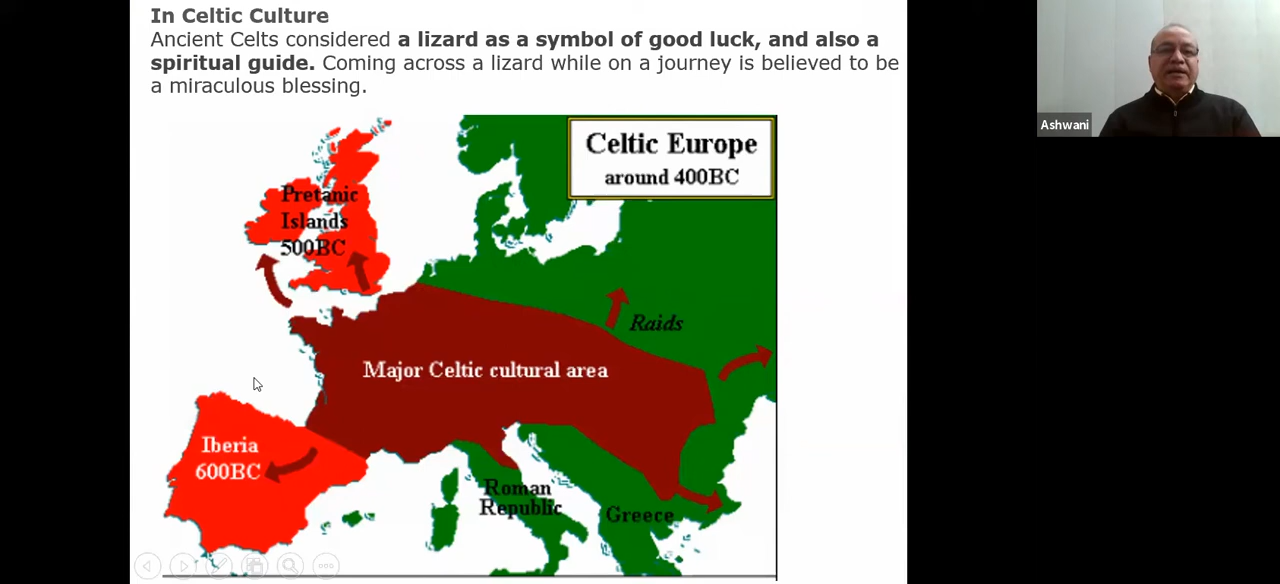 In Celtic Culture
Ancient Celts considered a lizard as a symbol of good luck, and also a
spiritual guide. Coming across a lizard while on a journey is believed to be
a miraculous blessing.
Ashwani
Celtic Europe
around 400BC
Pretanic
Islands
500BC
Raids
Major Celtic cultural area
Iberia
600BC
Roman
Republic
Greece